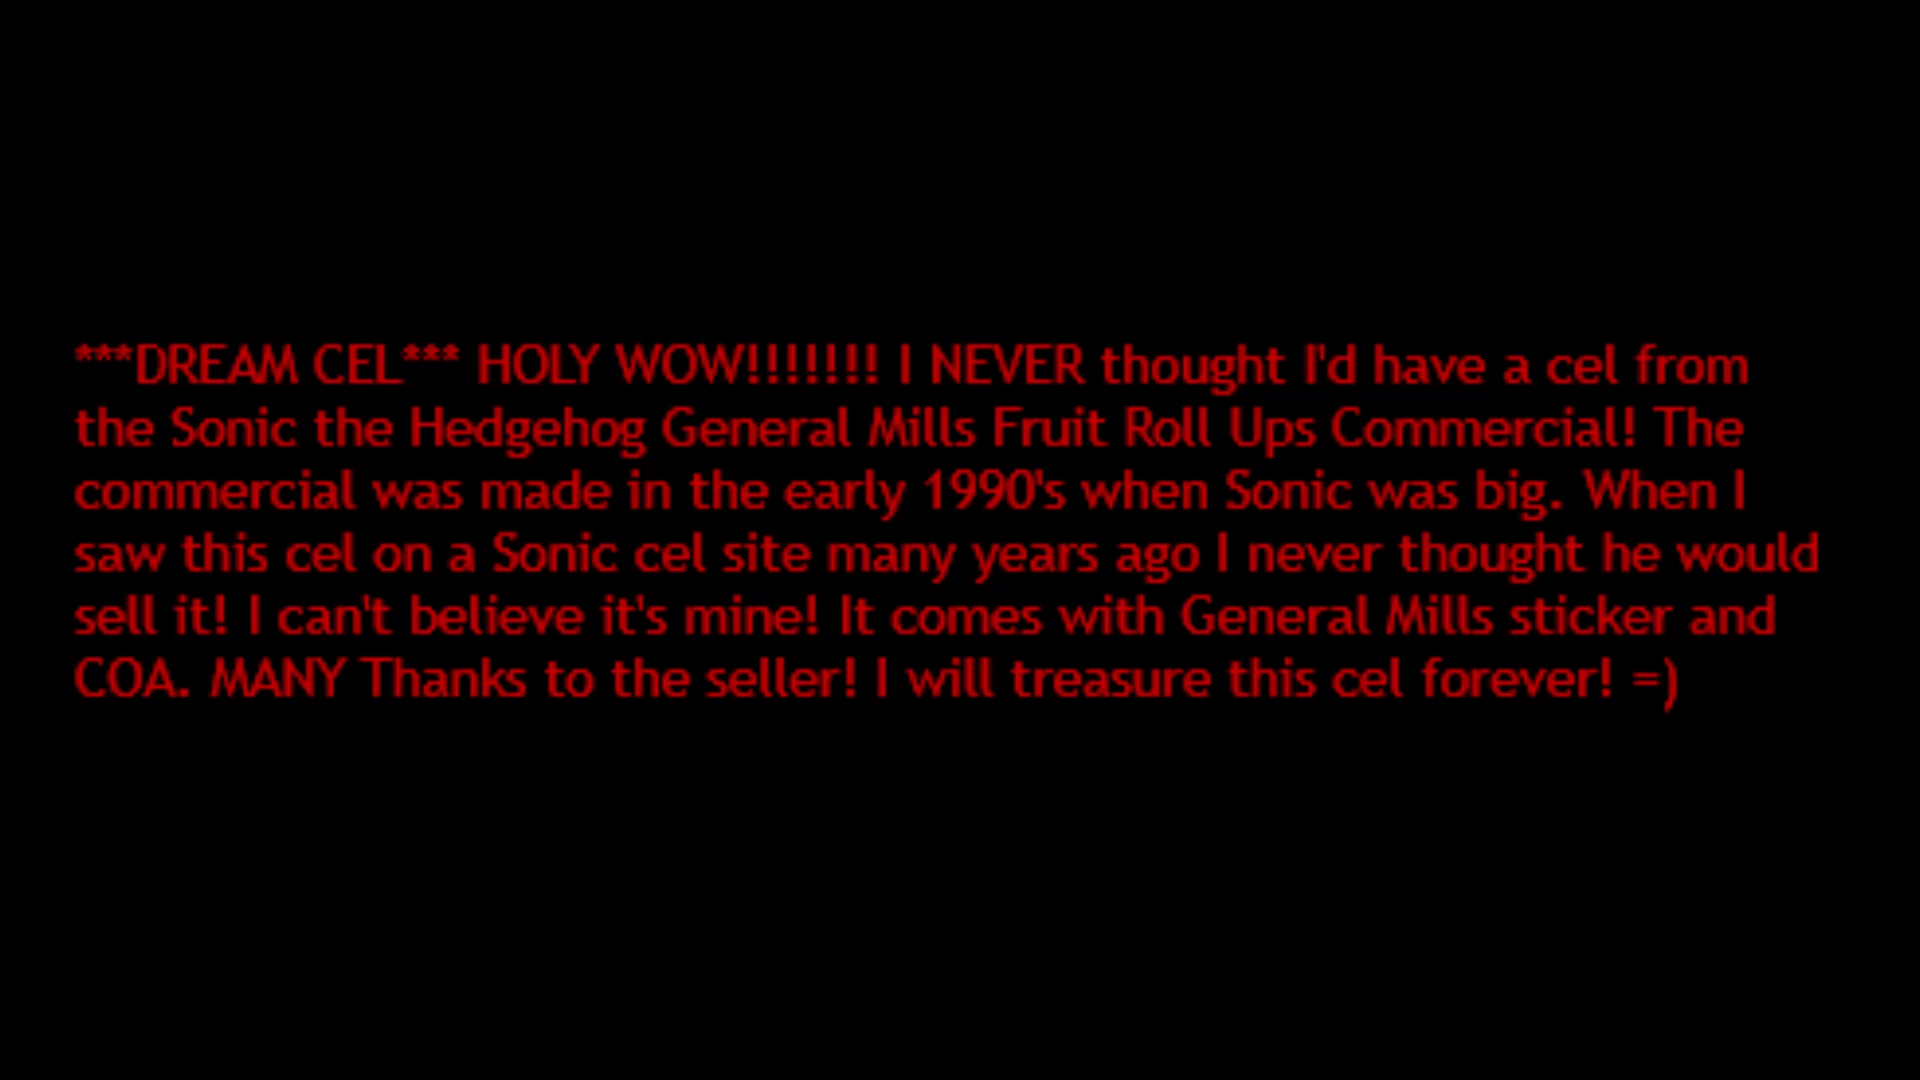 ***DREAM CEL*** HOLY WOW!!!!!!! I NEVER thought I'd have a cel from
the Sonic the Hedgehog General Mills Fruit Roll Ups Commercial! The
commercial was made in the early 1990's when Sonic was big. When I
saw this cel on a Sonic cel site many years ago I never thought he would
sell it! I can't believe it's mine! It comes with General Mills sticker and
COA. MANY Thanks to the seller! I will treasure this cel forever! =)